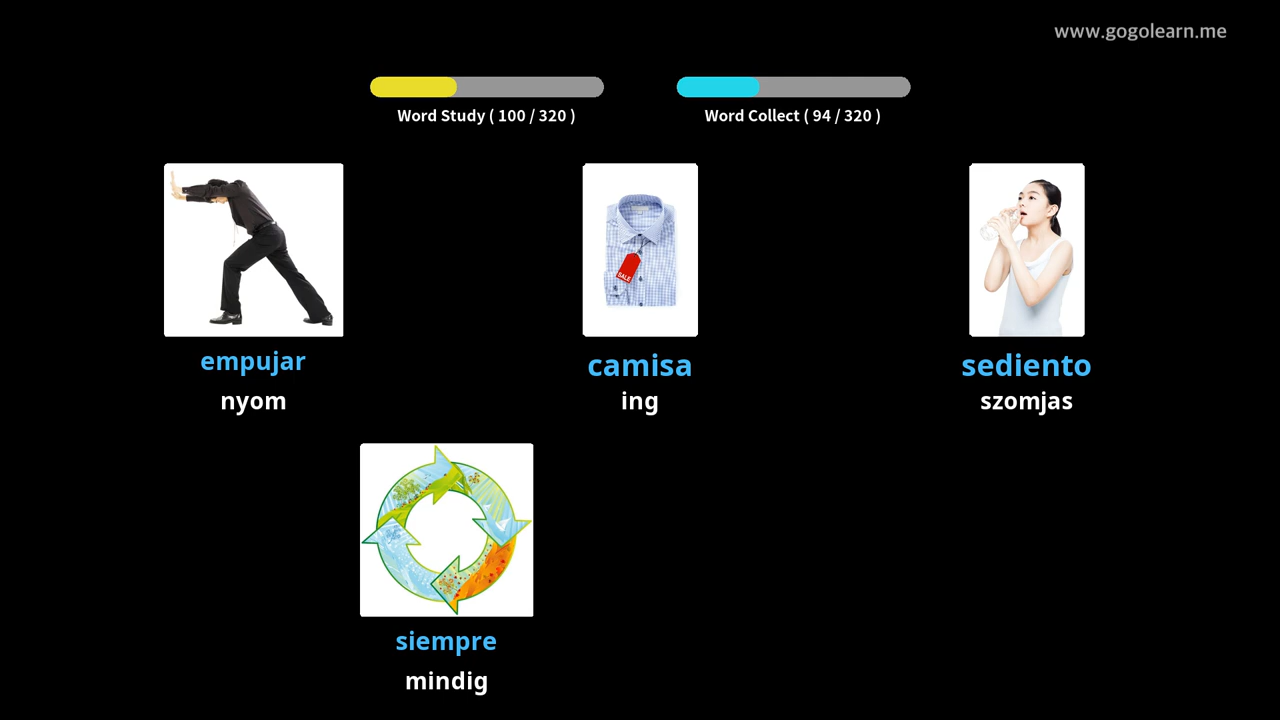 www.gogolearn.me
Word Study ( 100 / 320 )
Word Collect ( 94 / 320 )
SALE
empujar
nyom
camisa
ing
sediento
szomjas
siempre
mindig